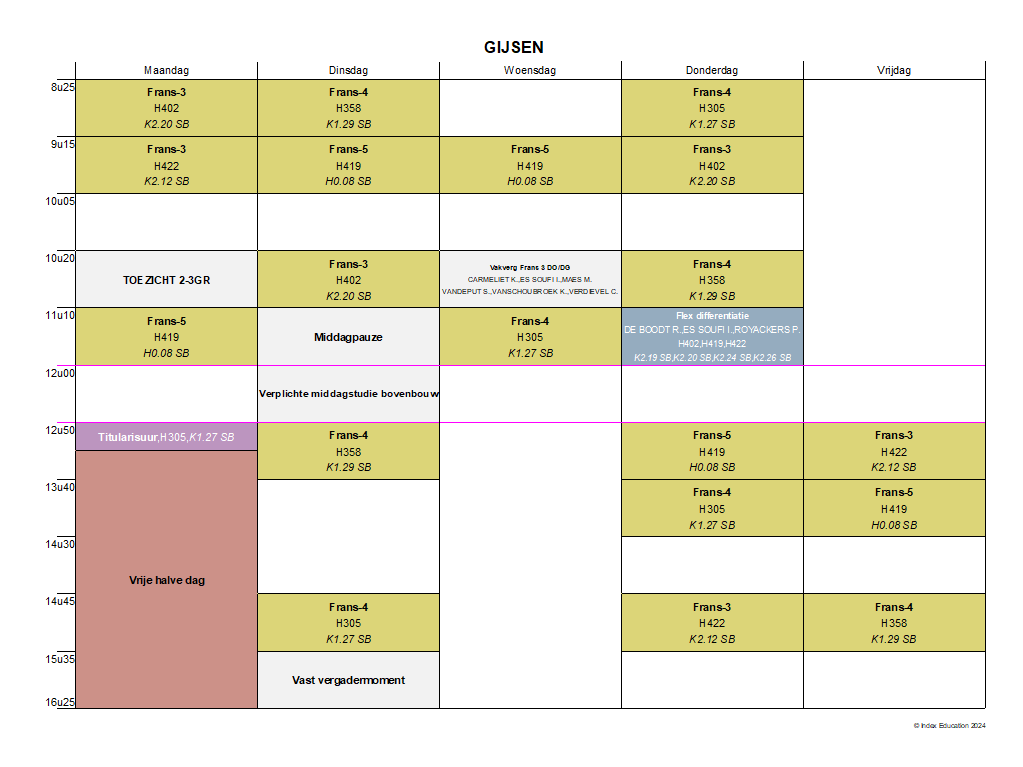 GIJSEN
Maandag Dinsdag Woensdag Donderdag Vrijdag
8u25
Frans-3 Frans-4 Frans-4
H402 H358 H305
K2.20 SB K1.29 SB K1.27 SB
9u15
Frans-3 Frans-5 Frans-5 Frans-3
H422 H419 H419 H402
K2.12 SB H0.08 SB H0.08 SB K2.20 SB
10u05
10u20
TOEZICHT 2-3GR
Frans-3
H402
K2.20 SB
Vakverg Frans 3 DO/DG
CARMELIET K.,ES SOUFI I.,MAES M.
VANDEPUT S.,VANSCHOUBROEK K.,VERDIEVEL C.
Frans-4
H358
K1.29 SB
11u10
Frans-5
H419
H0.08 SB
Middagpauze
Frans-4
H305
K1.27 SB
Flex differentiatie
DE BOODT R.,ES SOUFI I.,ROYACKERS P.
H402,H419,H422
K2.19 SB,K2.20 SB,K2.24 SB,K2.26 SB
12u00
Verplichte middagstudie bovenbouw
12u50
Titularisuur,H305,K1.27 SB
Frans-4 Frans-5 Frans-3
H358 H419 H422
K1.29 SB H0.08 SB K2.12 SB
13u40
Frans-4 Frans-5
H305 H419
K1.27 SB H0.08 SB
14u30
Vrije halve dag
14u45
Frans-4 Frans-3 Frans-4
H305 H422 H358
K1.27 SB K2.12 SB K1.29 SB
15u35
Vast vergadermoment
16u25
© Index Education 2024